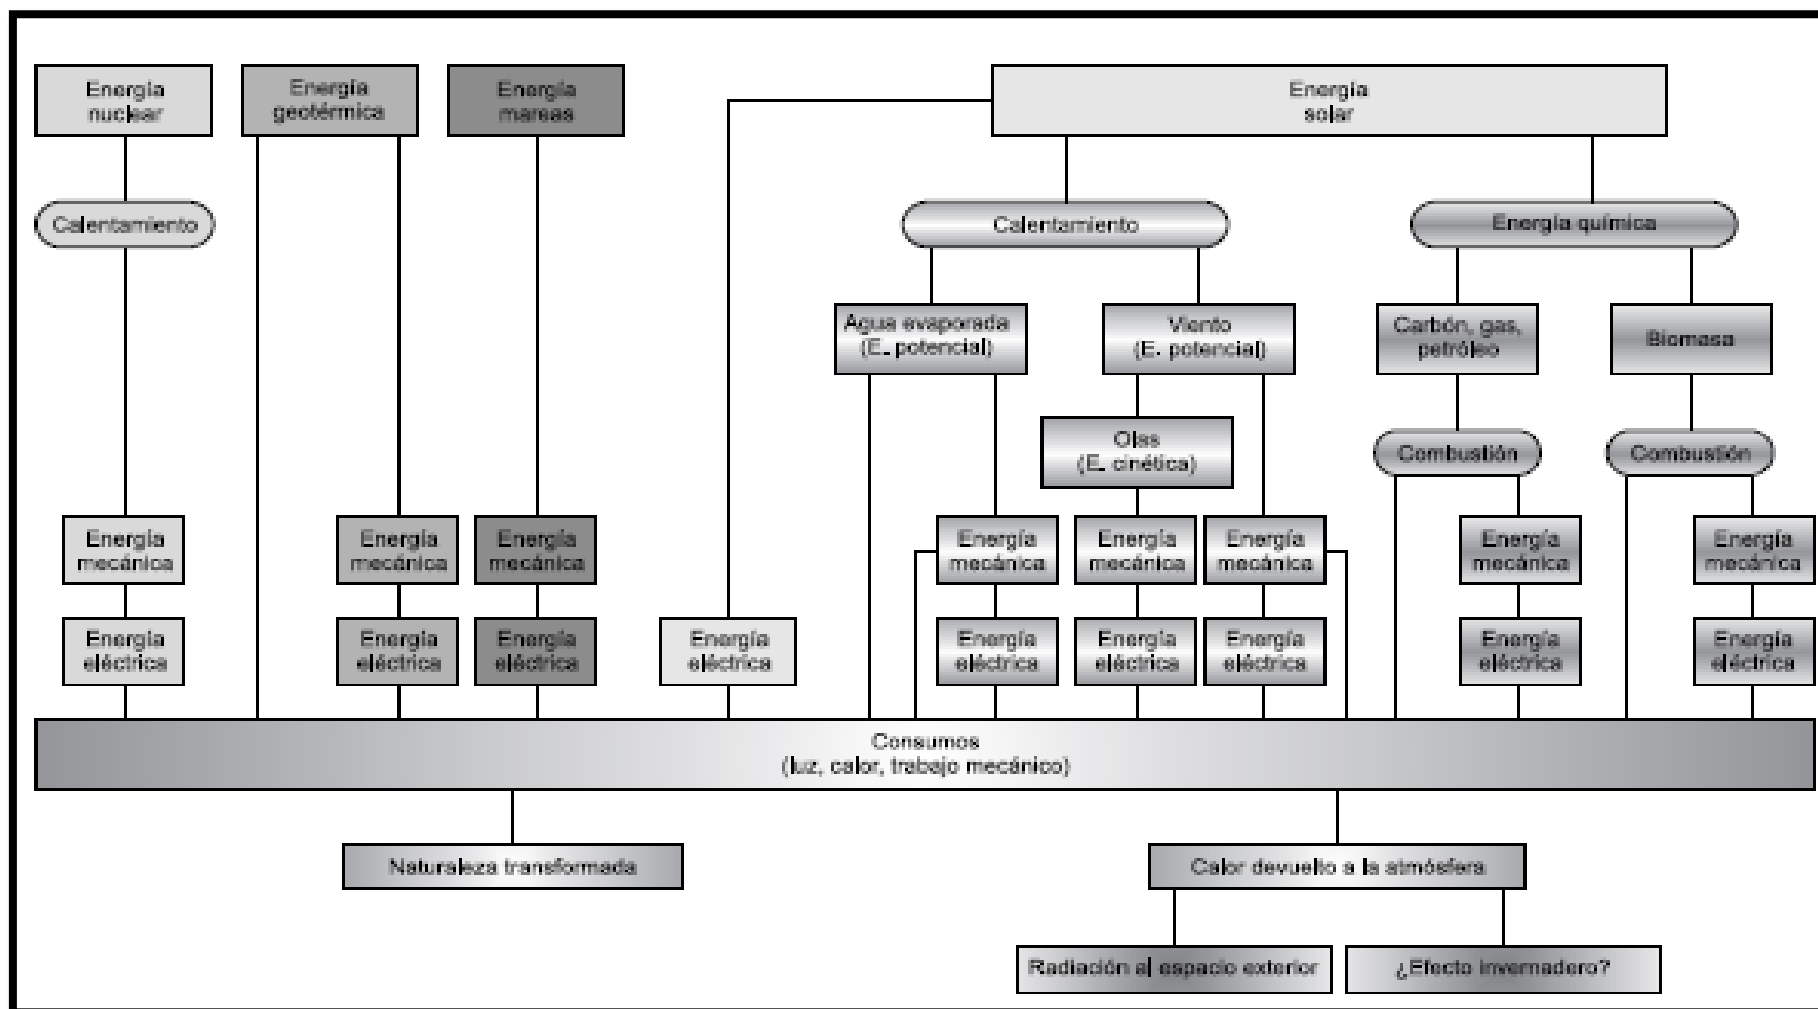 Energía
nuclear
Energía
geotérmica
Energía
mareas
Energía
solar
Calentamiento
Calentamiento
Energía química
Agua evaporada
(E. potencial)
Viento
(E. potencial)
Carbón, gas,
petróleo
Biomasa
Olas
(E. cinética)
Combustión
Combustión
Energía
mecánica
Energía
mecánica
Energía
mecánica
Energía
mecánica
Energía
mecánica
Energía
mecánica
Energía
mecánica
Energía
mecánica
Energía
eléctrica
Energía
eléctrica
Energía
eléctrica
Energía
eléctrica
Energía
eléctrica
Energía
eléctrica
Energía
eléctrica
Energía
eléctrica
Energía
eléctrica
Consumos
(luz, calor, trabajo mecánico)
Naturaleza transformada
Calor devuelto a la atmósfera
Radiación al espacio exterior
¿Efecto invernadero?